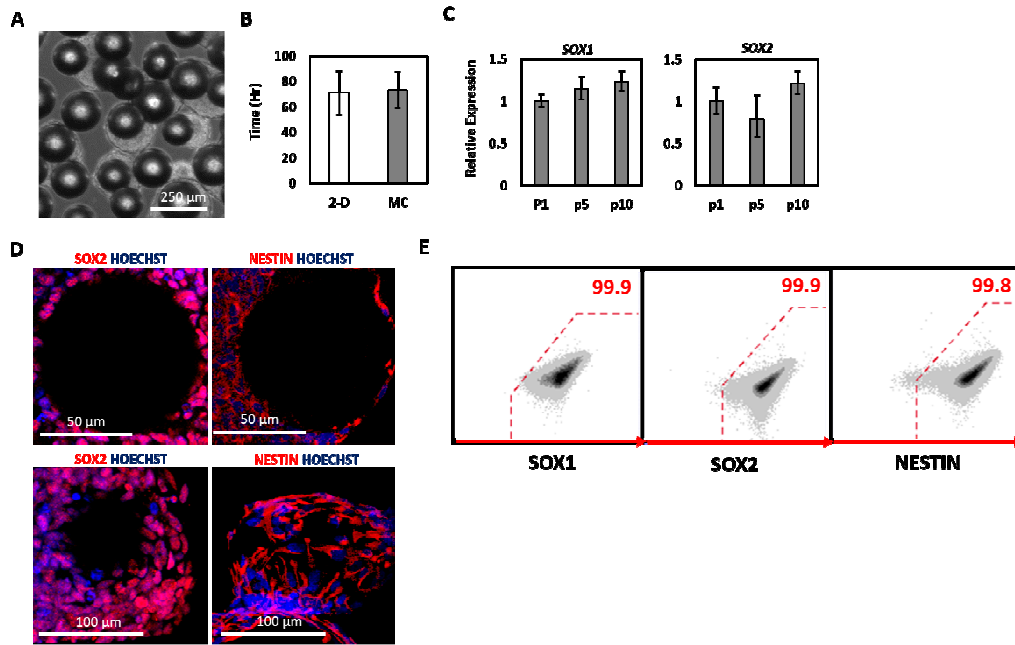 A
250 µm
B
100
80
60
40
20
0
Time (Hr)
2-D MC
C
SOX1
1.5
1
0.5
0
Relative Expression
P1 p5 p10
SOX2
1.5
1
0.5
0
p1 p5 p10
D
SOX2 HOECHST
50 µm
NESTIN HOECHST
50 µm
SOX2 HOECHST
100 µm
NESTIN HOECHST
100 µm
E
99.9
99.9
99.8
SOX1
SOX2
NESTIN